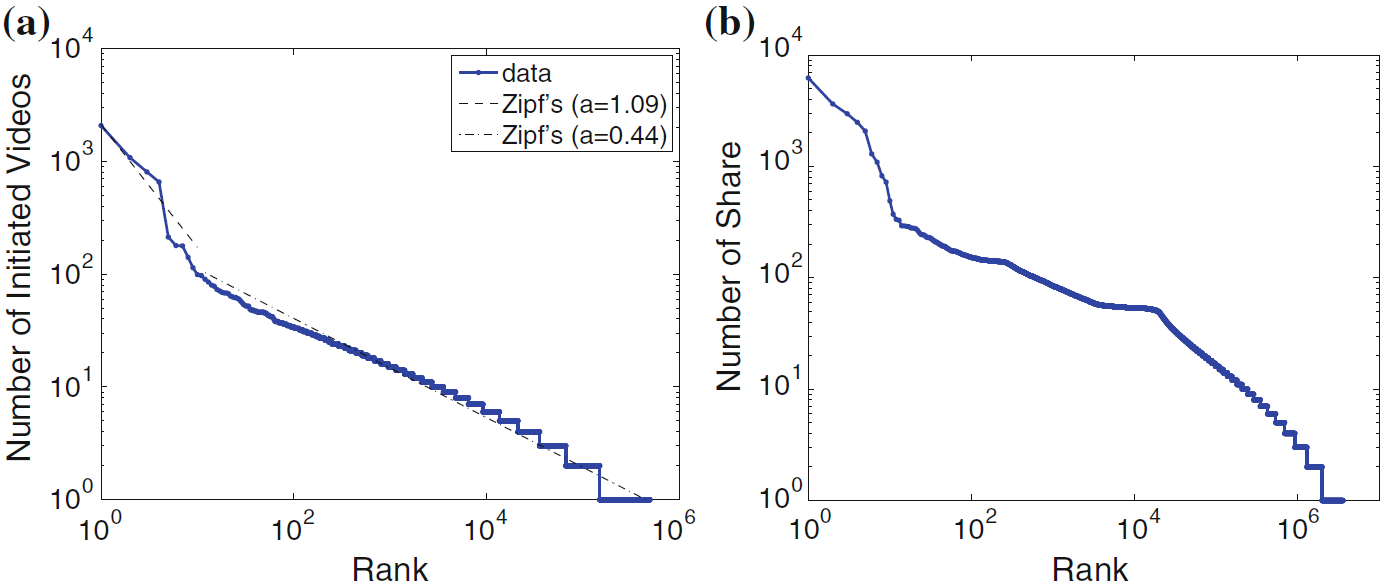 (a)
Number of Initiated Videos
10^4
10^3
10^2
10^1
10^0
data
Zipf's (a=1.09)
Zipf's (a=0.44)
10^0 10^2 10^4 10^6
Rank
(b)
Number of Share
10^4
10^3
10^2
10^1
10^0
10^0 10^2 10^4 10^6
Rank